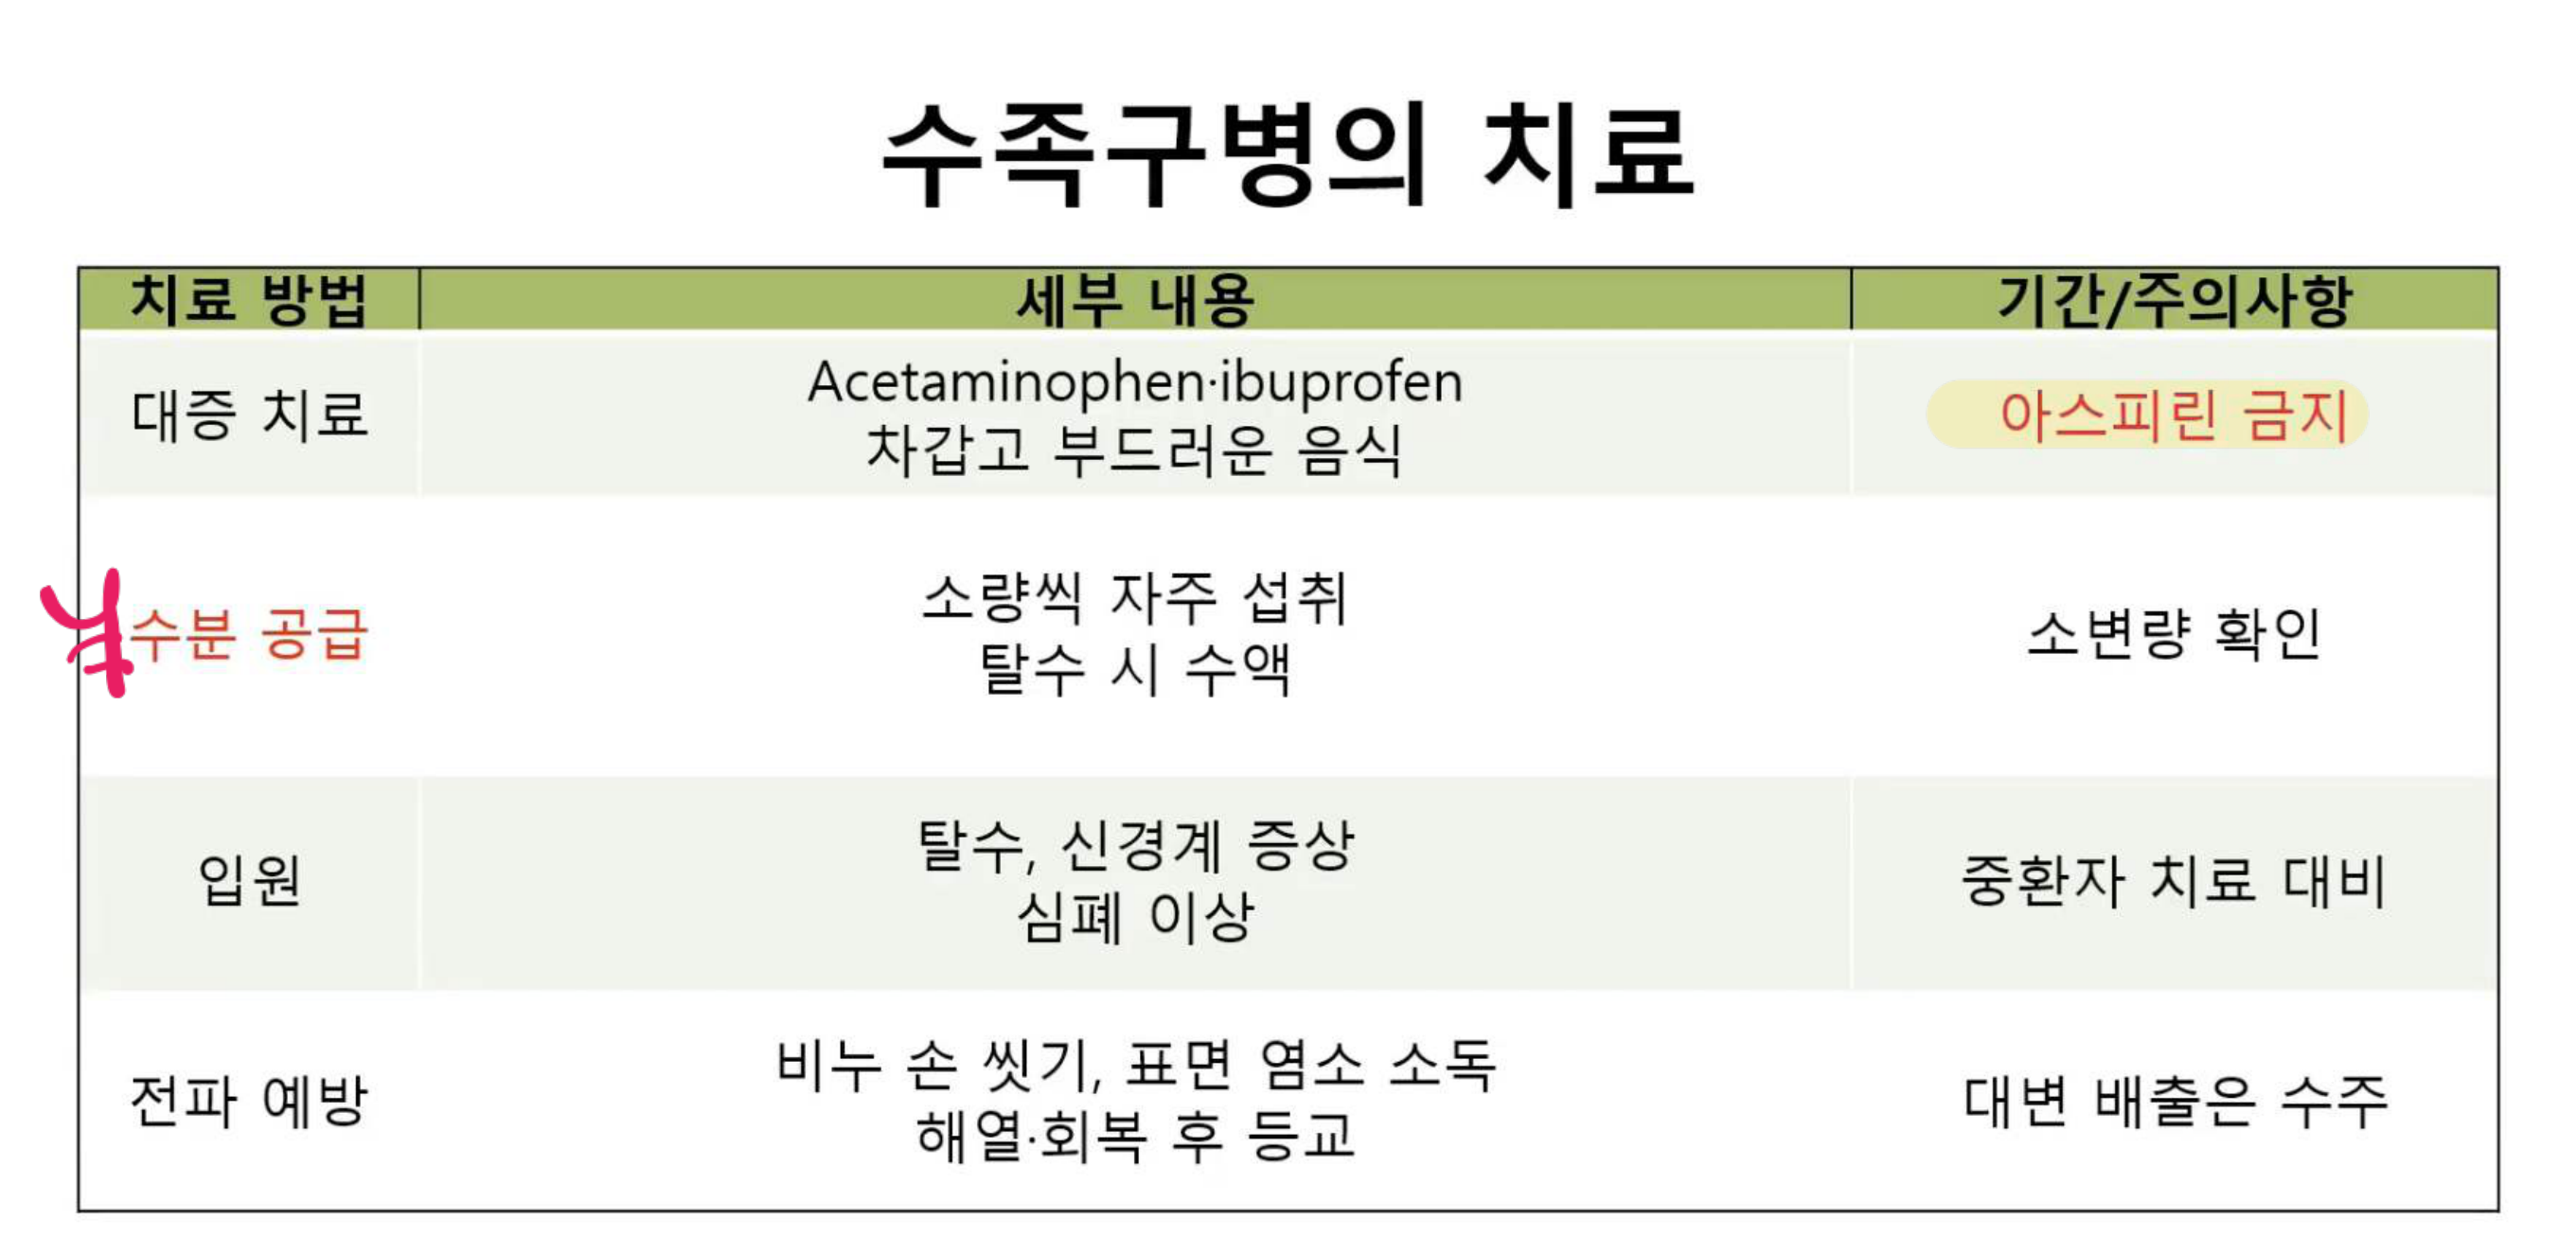 수족구병의 치료
치료 방법 세부 내용 기간/주의사항
대증 치료 Acetaminophen·ibuprofen 아스피린 금지
차갑고 부드러운 음식
수분 공급 소량씩 자주 섭취 소변량 확인
탈수 시 수액
입원 탈수, 신경계 증상 중환자 치료 대비
심폐 이상
전파 예방 비누 손 씻기, 표면 염소 소독 대변 배출은 수주
해열·회복 후 등교